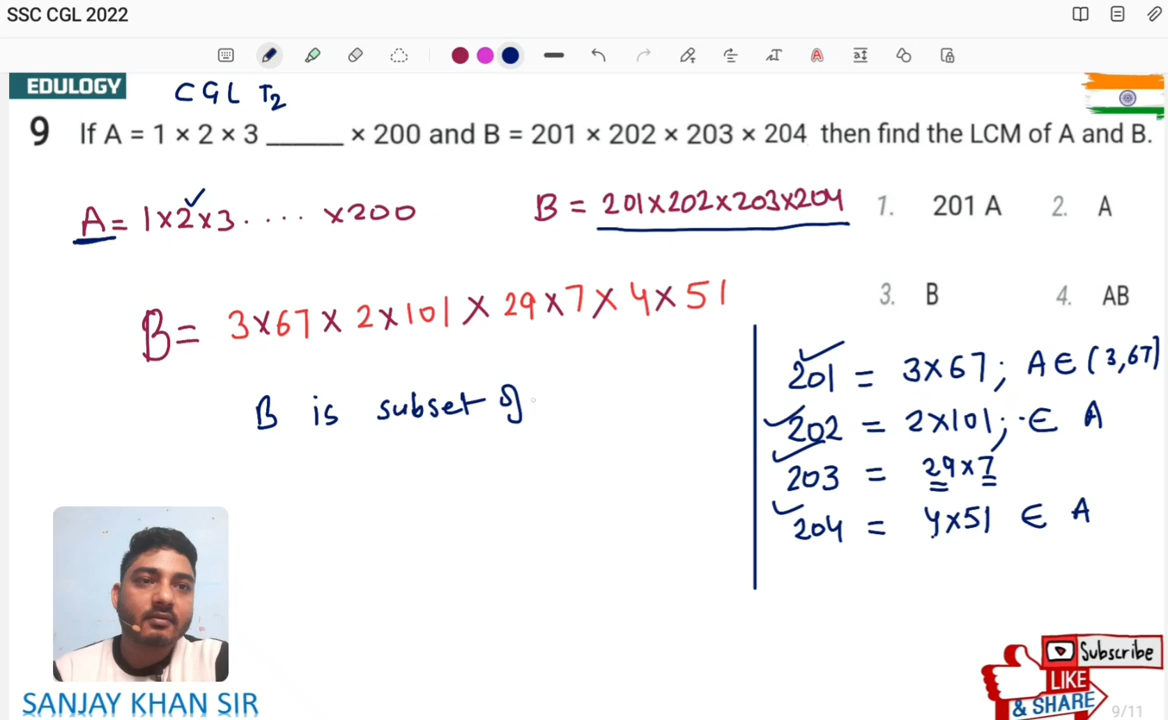 SSC CGL 2022
EDULOGY
CGL T2
9 If A = 1 × 2 × 3 ______ × 200 and B = 201 × 202 × 203 × 204 then find the LCM of A and B.
A = 1×2×3 .... ×200
B = 201×202×203×204
1. 201 A 2. A
3. B 4. AB
B = 3×67 × 2×101 × 29×7 × 4×51
B is subset of
201 = 3×67; A∈(3,67]
202 = 2×101; ·∈ A
203 = 29×7
204 = 4×51 ∈ A
SANJAY KHAN SIR
Subscribe
LIKE
& SHARE
9/11